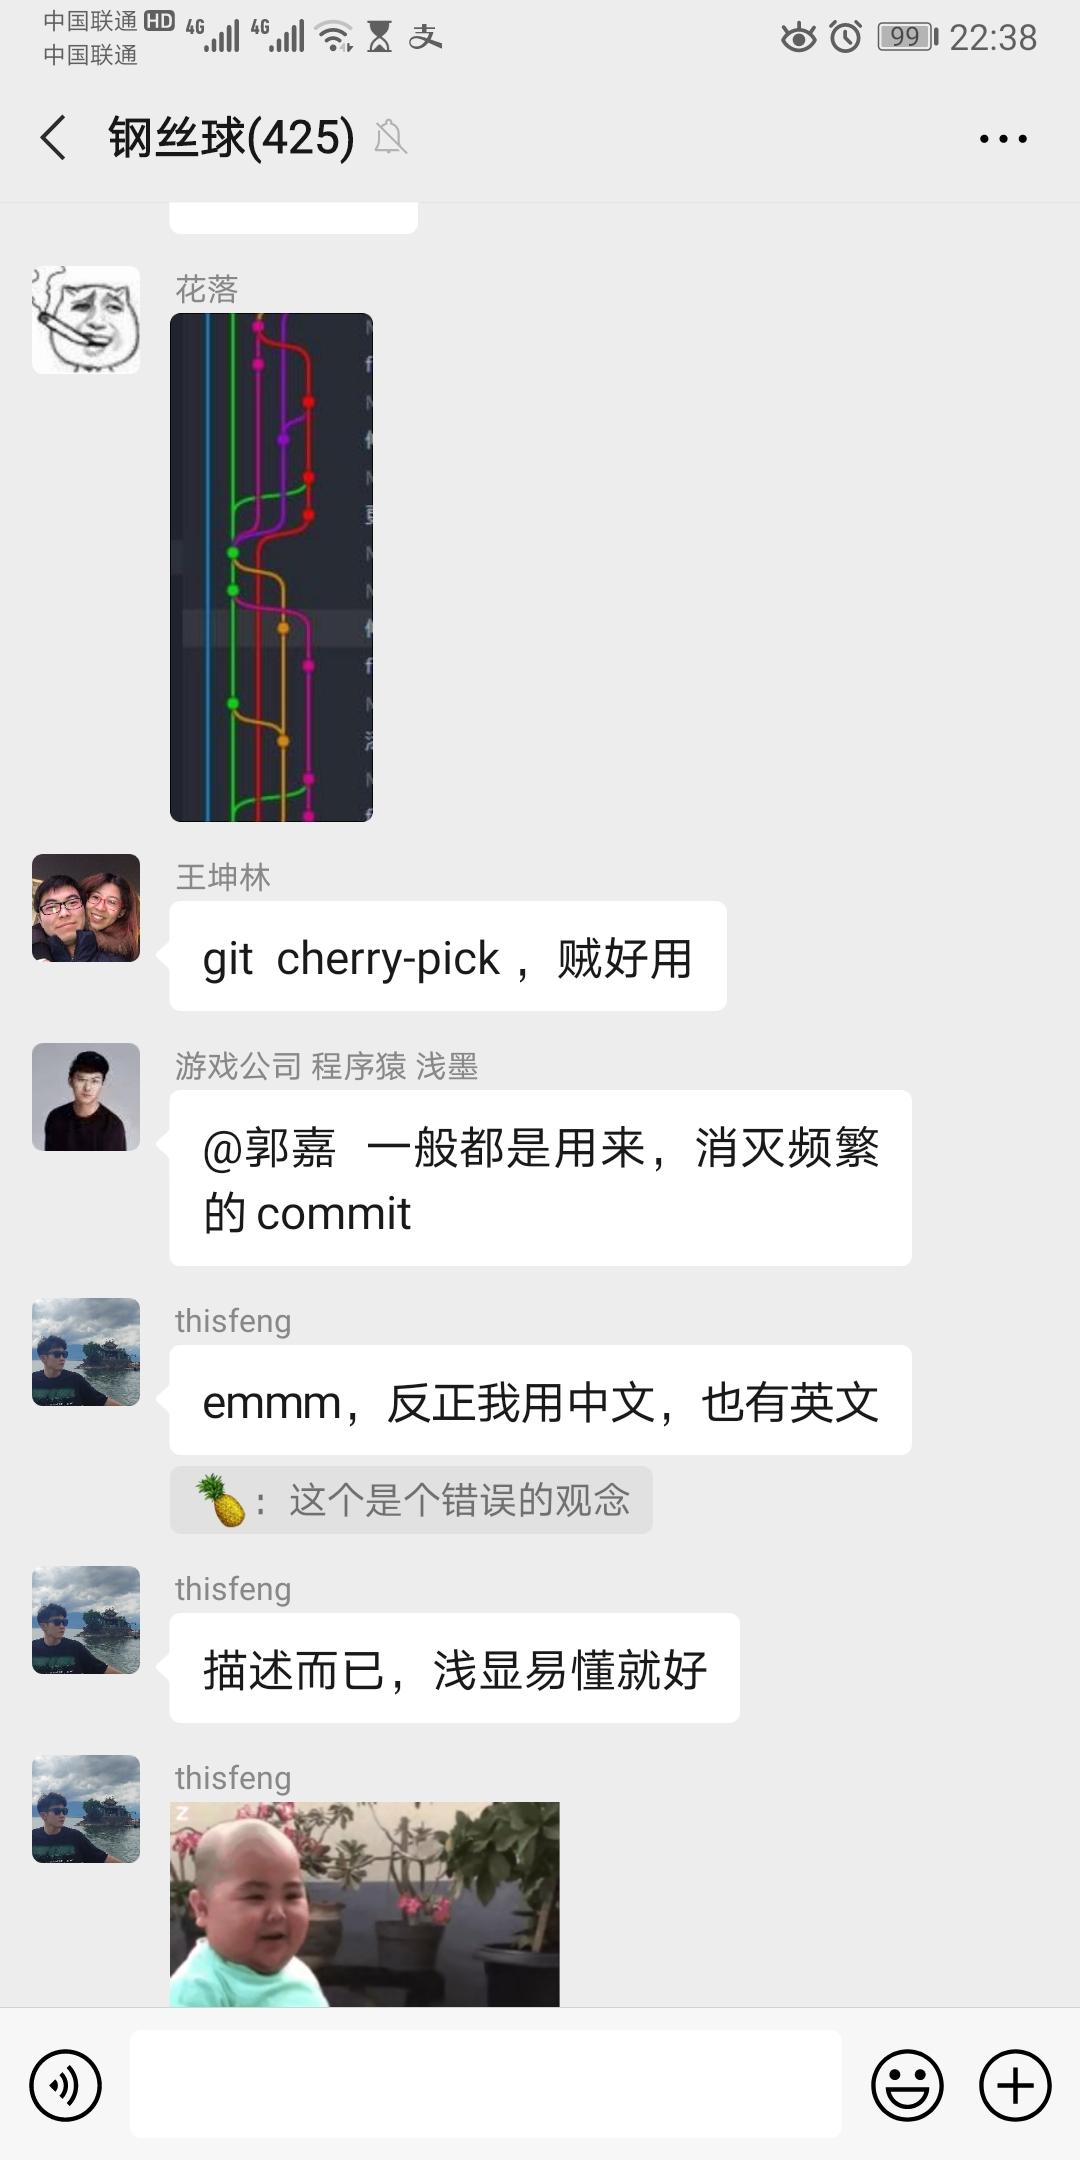 中国联通 HD 4G 4G 99 22:38
中国联通
钢丝球(425)
花落
王坤林
git cherry-pick ，贼好用
游戏公司 程序猿 浅墨
@郭嘉 一般都是用来，消灭频繁
的 commit
thisfeng
emmm，反正我用中文，也有英文
🍍：这个是个错误的观念
thisfeng
描述而已，浅显易懂就好
thisfeng
Z